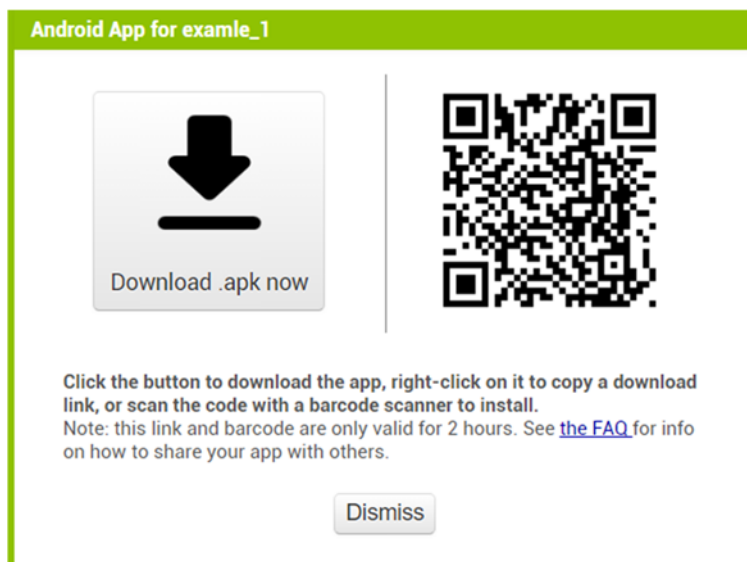 Android App for examle_1
Download .apk now
Click the button to download the app, right-click on it to copy a download
link, or scan the code with a barcode scanner to install.
Note: this link and barcode are only valid for 2 hours. See the FAQ for info
on how to share your app with others.
Dismiss